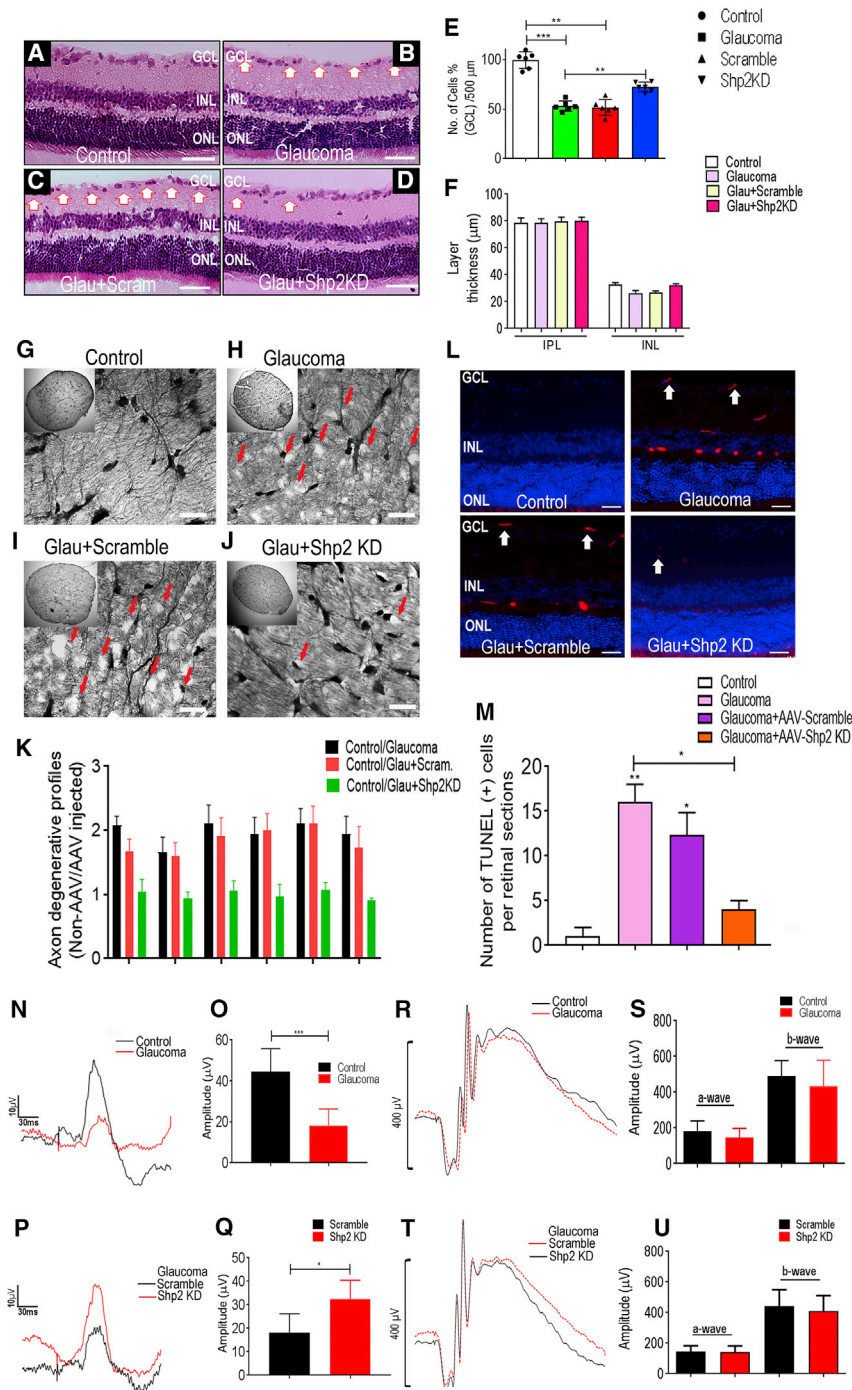 A
GCL
INL
ONL
Control
B
GCL
INL
ONL
Glaucoma
C
GCL
INL
ONL
Glau+Scram
D
GCL
INL
ONL
Glau+Shp2KD
E
No. of Cells %
(GCL) /500 μm
100
50
0
***
**
**
Control
Glaucoma
Scramble
Shp2KD
F
Layer
thickness (μm)
100
80
60
40
20
0
IPL
INL
Control
Glaucoma
Glau+Scramble
Glau+Shp2KD
G
Control
H
Glaucoma
I
Glau+Scramble
J
Glau+Shp2 KD
K
Axon degenerative profiles
(Non-AAV/AAV injected)
3
2
1
0
Control/Glaucoma
Control/Glau+Scram.
Control/Glau+Shp2KD
L
GCL
INL
ONL
Control
Glaucoma
GCL
INL
ONL
Glau+Scramble
Glau+Shp2 KD
M
Control
Glaucoma
Glaucoma+AAV-Scramble
Glaucoma+AAV-Shp2 KD
Number of TUNEL (+) cells
per retinal sections
20
15
10
5
0
**
*
*
N
Control
Glaucoma
10μV
30ms
O
Amplitude (μV)
60
40
20
0
***
Control
Glaucoma
R
Control
Glaucoma
400 μV
S
Control
Glaucoma
Amplitude (μV)
800
600
400
200
0
a-wave
b-wave
P
Glaucoma
Scramble
Shp2 KD
10μV
30ms
Q
Scramble
Shp2 KD
Amplitude (μV)
50
40
30
20
10
0
*
T
Glaucoma
Scramble
Shp2 KD
400 μV
U
Scramble
Shp2 KD
Amplitude (μV)
800
600
400
200
0
a-wave
b-wave